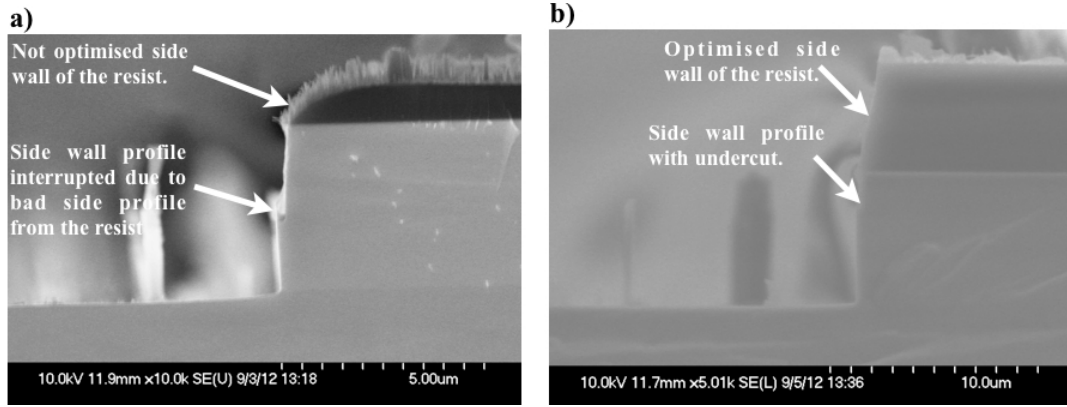 a)
Not optimised side
wall of the resist.
Side wall profile
interrupted due to
bad side profile
from the resist
10.0kV 11.9mm x10.0k SE(U) 9/3/12 13:18
5.00um
b)
Optimised side
wall of the resist.
Side wall profile
with undercut.
10.0kV 11.7mm x5.01k SE(L) 9/5/12 13:36
10.0um